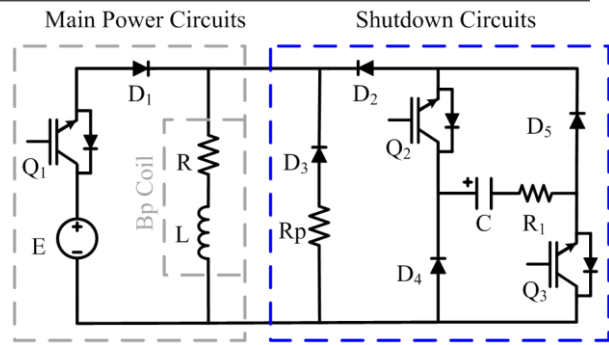 Main Power Circuits
Shutdown Circuits
D1
D2
Q1
Q2
D5
Bp Coil
R
D3
+
C
R1
E
+
-
L
Rp
D4
Q3